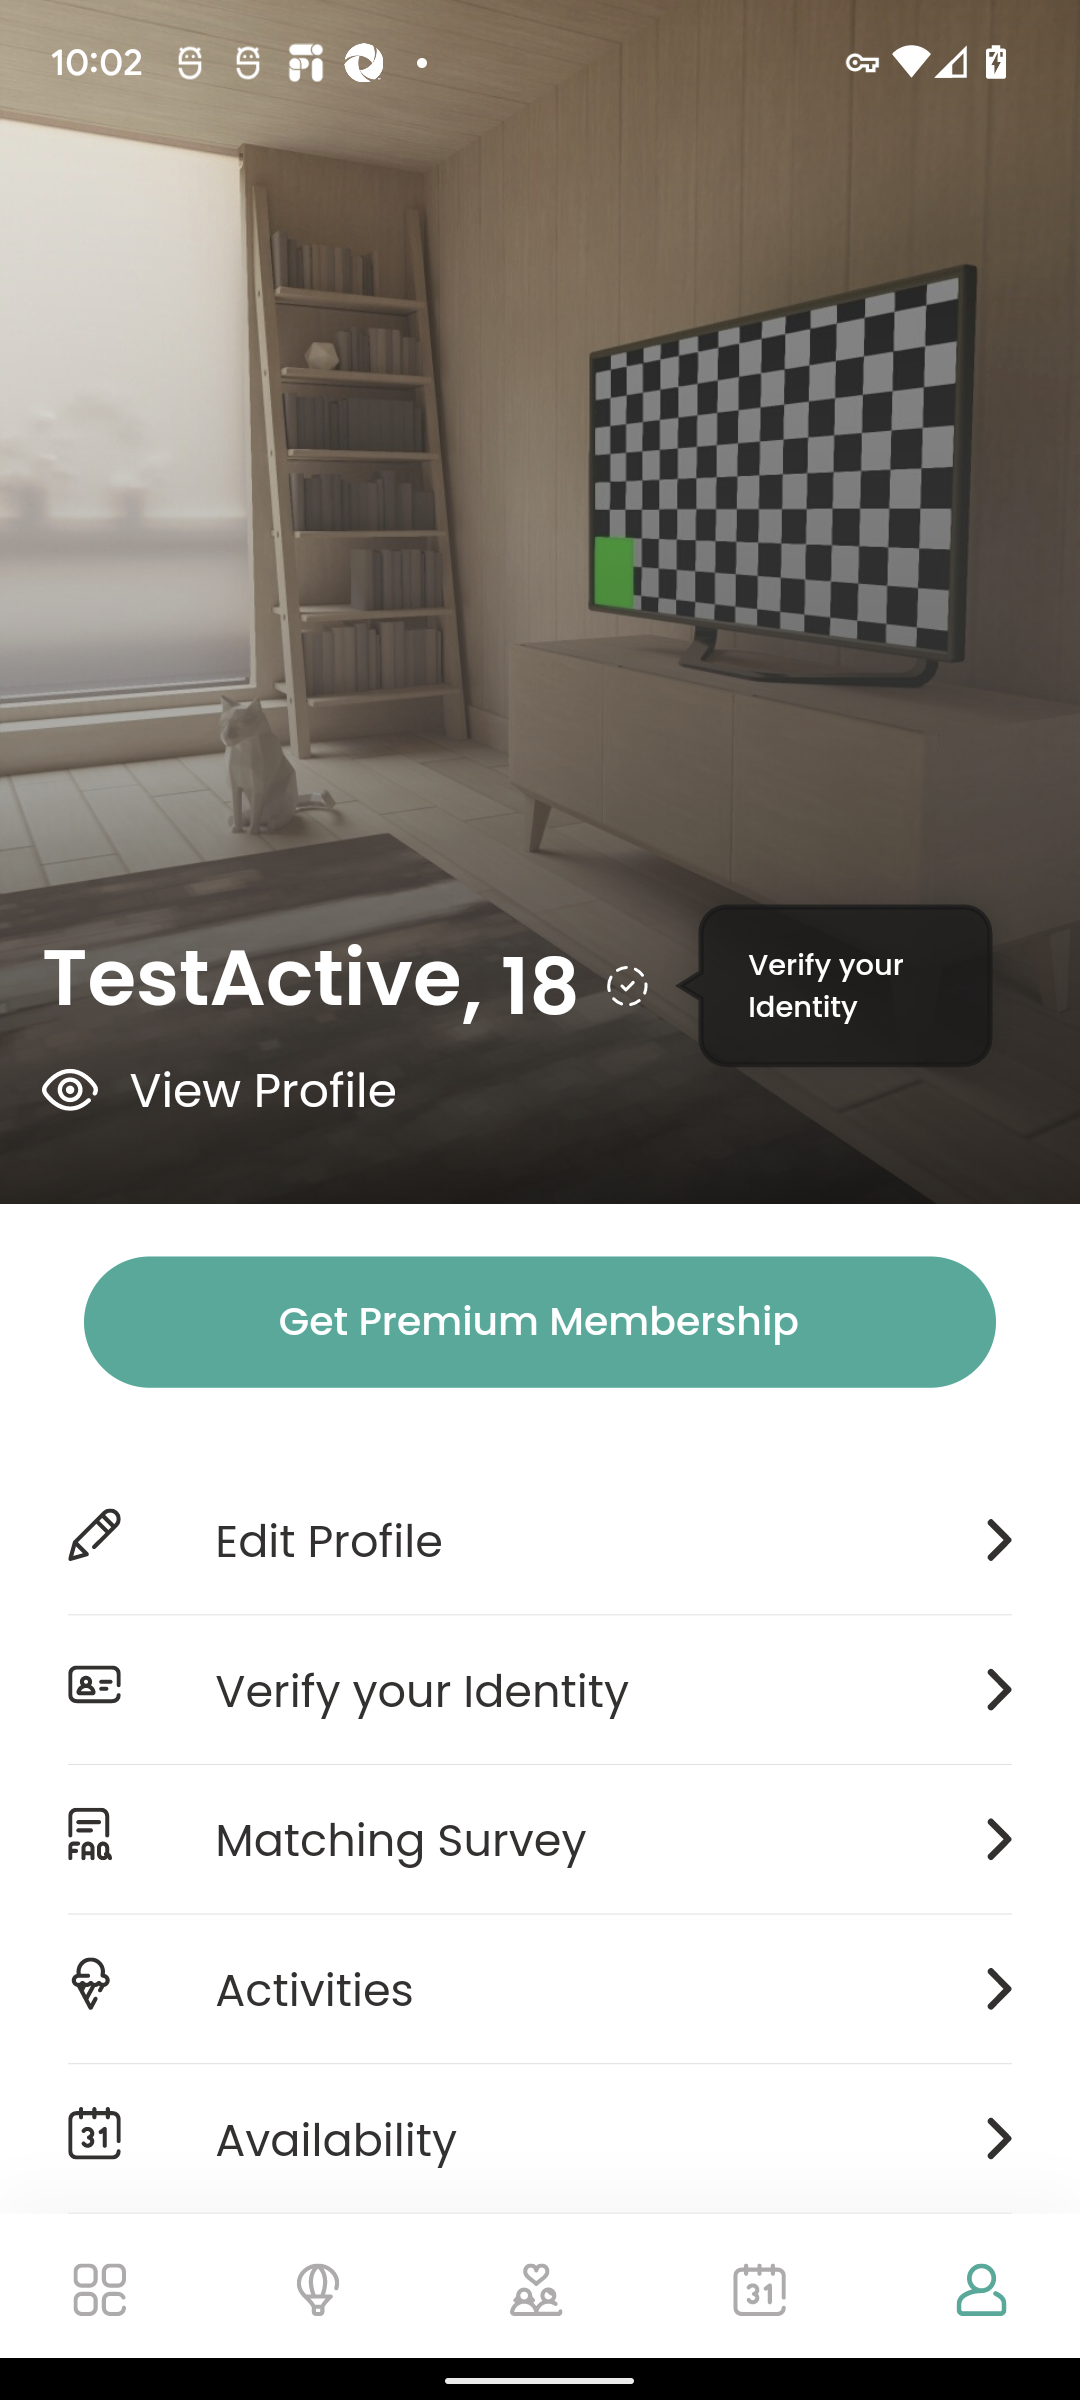 10:02
TestActive, 18
Verify your
Identity
View Profile
Get Premium Membership
Edit Profile
Verify your Identity
FAQ
Matching Survey
Activities
31
Availability
31